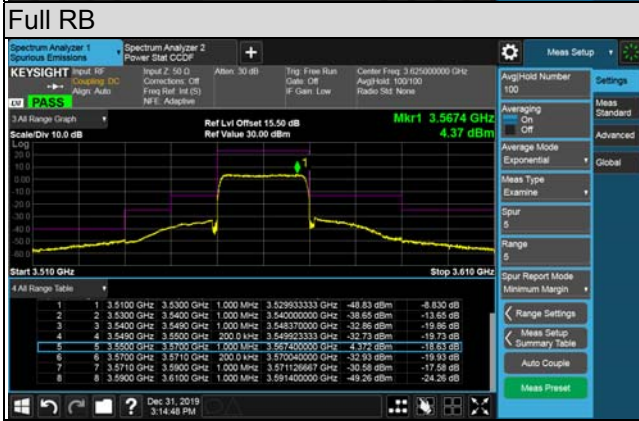 Full RB
Spectrum Analyzer 1
Spurious Emissions
Spectrum Analyzer 2
Power Stat CCDF
+
Meas Setup
KEYSIGHT
Input: RF
Coupling: DC
Align: Auto
Input Z: 50 Ω
Corrections: Off
Freq Ref: Int (S)
NFE: Adaptive
Atten: 30 dB
Trig: Free Run
Gate: Off
IF Gain: Low
Center Freq: 3.625000000 GHz
Avg|Hold: 100/100
Radio Std: None
LXI
PASS
3 All Range Graph
Scale/Div 10.0 dB
Ref Lvl Offset 15.50 dB
Ref Value 30.00 dBm
Mkr1 3.5674 GHz
4.37 dBm
Log
20.0
10.0
0.00
-10.0
-20.0
-30.0
-40.0
-50.0
-60.0
1
Start 3.510 GHz
Stop 3.610 GHz
4 All Range Table
1 1 3.5100 GHz 3.5300 GHz 1.000 MHz 3.529933333 GHz -48.83 dBm -8.830 dB
2 2 3.5300 GHz 3.5400 GHz 1.000 MHz 3.540000000 GHz -38.65 dBm -13.65 dB
3 3 3.5400 GHz 3.5490 GHz 1.000 MHz 3.548370000 GHz -32.86 dBm -19.86 dB
4 4 3.5490 GHz 3.5500 GHz 200.0 kHz 3.549923333 GHz -32.73 dBm -19.73 dB
5 5 3.5500 GHz 3.5700 GHz 1.000 MHz 3.567400000 GHz 4.372 dBm -18.63 dB
6 6 3.5700 GHz 3.5710 GHz 200.0 kHz 3.570040000 GHz -32.93 dBm -19.93 dB
7 7 3.5710 GHz 3.5900 GHz 1.000 MHz 3.571126667 GHz -30.58 dBm -17.58 dB
8 8 3.5900 GHz 3.6100 GHz 1.000 MHz 3.591400000 GHz -49.26 dBm -24.26 dB
Avg|Hold Number
100
Averaging
On
Off
Average Mode
Exponential
Meas Type
Examine
Spur
5
Range
5
Spur Report Mode
Minimum Margin
Range Settings
Meas Setup
Summary Table
Auto Couple
Meas Preset
Settings
Meas
Standard
Advanced
Global
?
Dec 31, 2019
3:14:48 PM